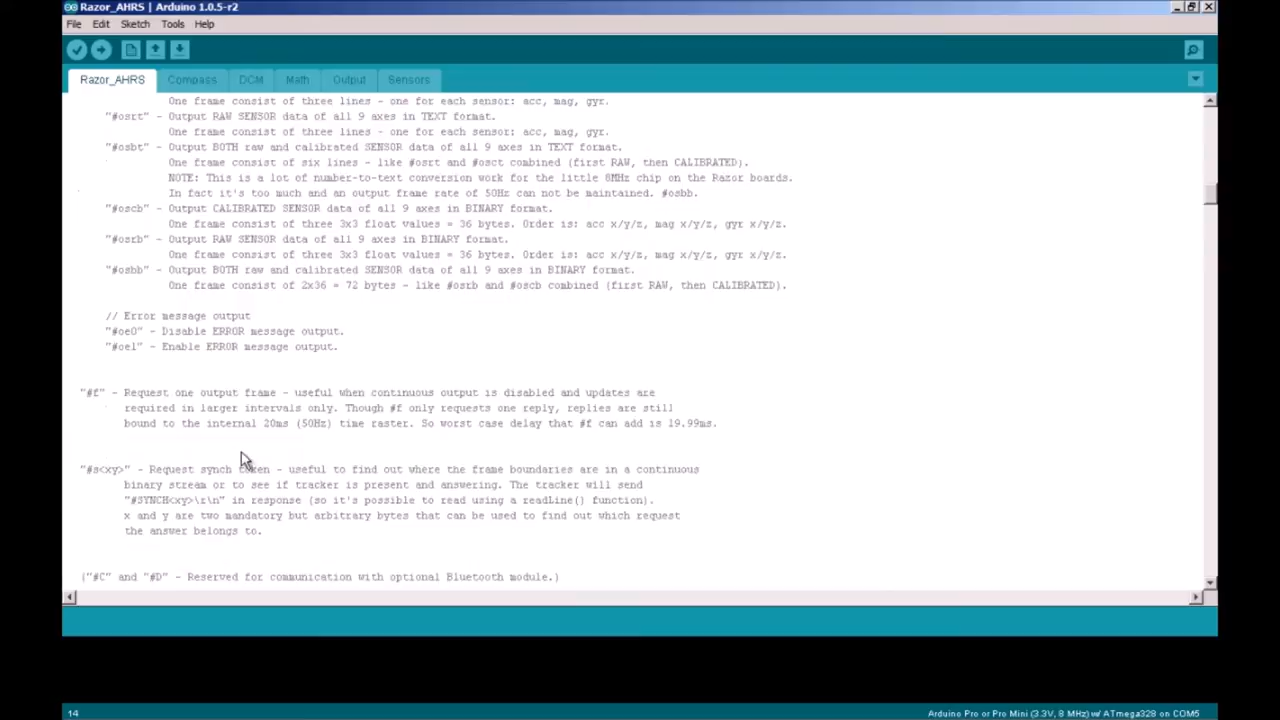 Razor_AHRS | Arduino 1.0.5-r2
File Edit Sketch Tools Help
Razor_AHRS Compass DCM Math Output Sensors
One frame consist of three lines - one for each sensor: acc, mag, gyr.
"#osrt" - Output RAW SENSOR data of all 9 axes in TEXT format.
One frame consist of three lines - one for each sensor: acc, mag, gyr.
"#osbt" - Output BOTH raw and calibrated SENSOR data of all 9 axes in TEXT format.
One frame consist of six lines - like #osrt and #osct combined (first RAW, then CALIBRATED).
NOTE: This is a lot of number-to-text conversion work for the little 8MHz chip on the Razor boards.
In fact it's too much and an output frame rate of 50Hz can not be maintained. #osbb.
"#oscb" - Output CALIBRATED SENSOR data of all 9 axes in BINARY format.
One frame consist of three 3x3 float values = 36 bytes. Order is: acc x/y/z, mag x/y/z, gyr x/y/z.
"#osrb" - Output RAW SENSOR data of all 9 axes in BINARY format.
One frame consist of three 3x3 float values = 36 bytes. Order is: acc x/y/z, mag x/y/z, gyr x/y/z.
"#osbb" - Output BOTH raw and calibrated SENSOR data of all 9 axes in BINARY format.
One frame consist of 2x36 = 72 bytes - like #osrb and #oscb combined (first RAW, then CALIBRATED).
// Error message output
"#oe0" - Disable ERROR message output.
"#oe1" - Enable ERROR message output.
"#f" - Request one output frame - useful when continuous output is disabled and updates are
required in larger intervals only. Though #f only requests one reply, replies are still
bound to the internal 20ms (50Hz) time raster. So worst case delay that #f can add is 19.99ms.
"#s<xy>" - Request synch token - useful to find out where the frame boundaries are in a continuous
binary stream or to see if tracker is present and answering. The tracker will send
"#SYNCH<xy>\r\n" in response (so it's possible to read using a readLine() function).
x and y are two mandatory but arbitrary bytes that can be used to find out which request
the answer belongs to.
("#C" and "#D" - Reserved for communication with optional Bluetooth module.)
14 Arduino Pro or Pro Mini (3.3V, 8 MHz) w/ ATmega328 on COM5